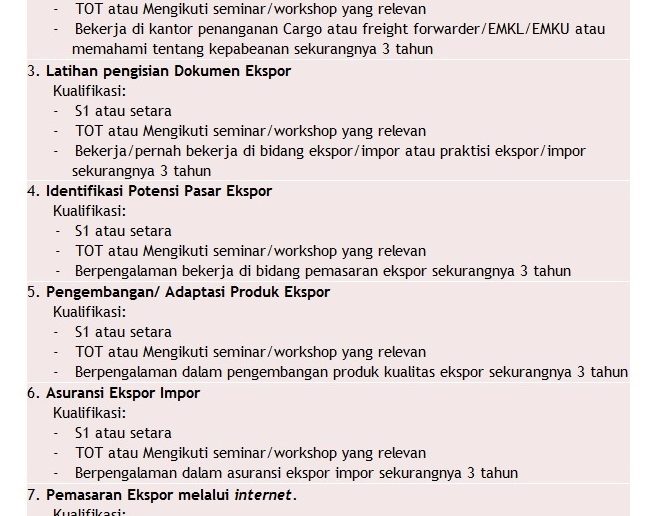 - TOT atau Mengikuti seminar/workshop yang relevan
- Bekerja di kantor penanganan Cargo atau freight forwarder/EMKL/EMKU atau
memahami tentang kepabeanan sekurangnya 3 tahun
3. Latihan pengisian Dokumen Ekspor
Kualifikasi:
- S1 atau setara
- TOT atau Mengikuti seminar/workshop yang relevan
- Bekerja/pernah bekerja di bidang ekspor/impor atau praktisi ekspor/impor
sekurangnya 3 tahun
4. Identifikasi Potensi Pasar Ekspor
Kualifikasi:
- S1 atau setara
- TOT atau Mengikuti seminar/workshop yang relevan
- Berpengalaman bekerja di bidang pemasaran ekspor sekurangnya 3 tahun
5. Pengembangan/ Adaptasi Produk Ekspor
Kualifikasi:
- S1 atau setara
- TOT atau Mengikuti seminar/workshop yang relevan
- Berpengalaman dalam pengembangan produk kualitas ekspor sekurangnya 3 tahun
6. Asuransi Ekspor Impor
Kualifikasi:
- S1 atau setara
- TOT atau Mengikuti seminar/workshop yang relevan
- Berpengalaman dalam asuransi ekspor impor sekurangnya 3 tahun
7. Pemasaran Ekspor melalui internet.
Kualifikasi: